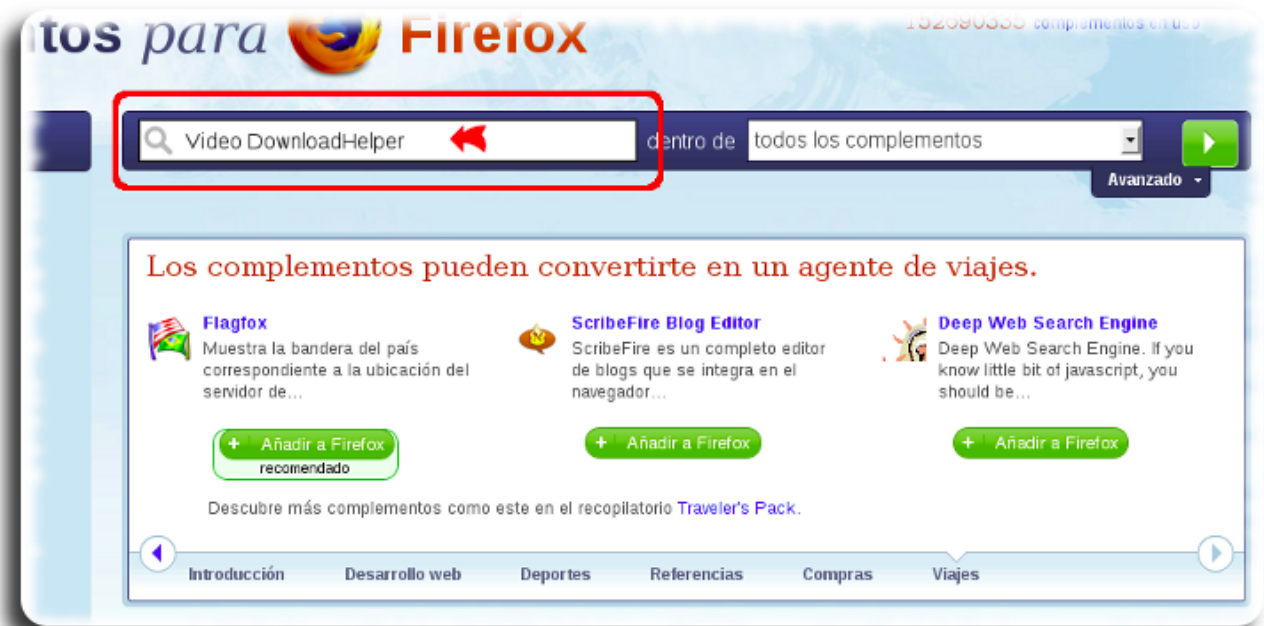 tos para Firefox
152690335 complementos en uso
Video DownloadHelper
dentro de
todos los complementos
Avanzado
Los complementos pueden convertirte en un agente de viajes.
Flagfox
Muestra la bandera del país
correspondiente a la ubicación del
servidor de...
+ Añadir a Firefox
recomendado
ScribeFire Blog Editor
ScribeFire es un completo editor
de blogs que se integra en el
navegador...
+ Añadir a Firefox
Deep Web Search Engine
Deep Web Search Engine. If you
know little bit of javascript, you
should be...
+ Añadir a Firefox
Descubre más complementos como este en el recopilatorio Traveler's Pack.
Introducción
Desarrollo web
Deportes
Referencias
Compras
Viajes